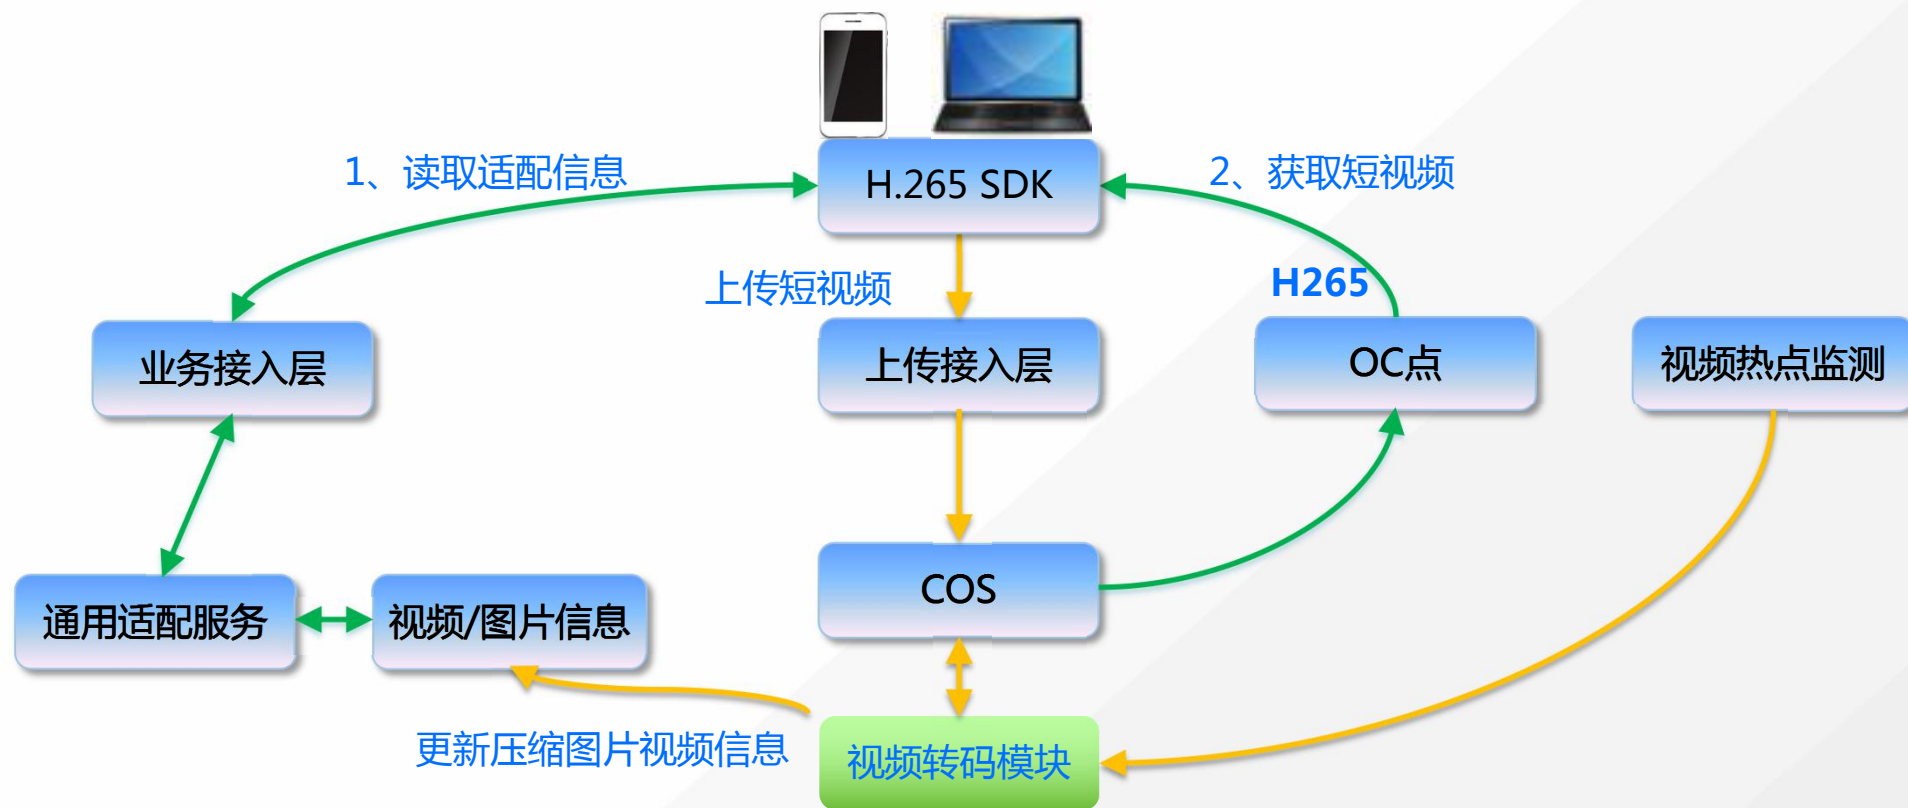 1、读取适配信息
H.265 SDK
2、获取短视频
上传短视频
H265
业务接入层
上传接入层
OC点
视频热点监测
COS
通用适配服务
视频/图片信息
更新压缩图片视频信息
视频转码模块